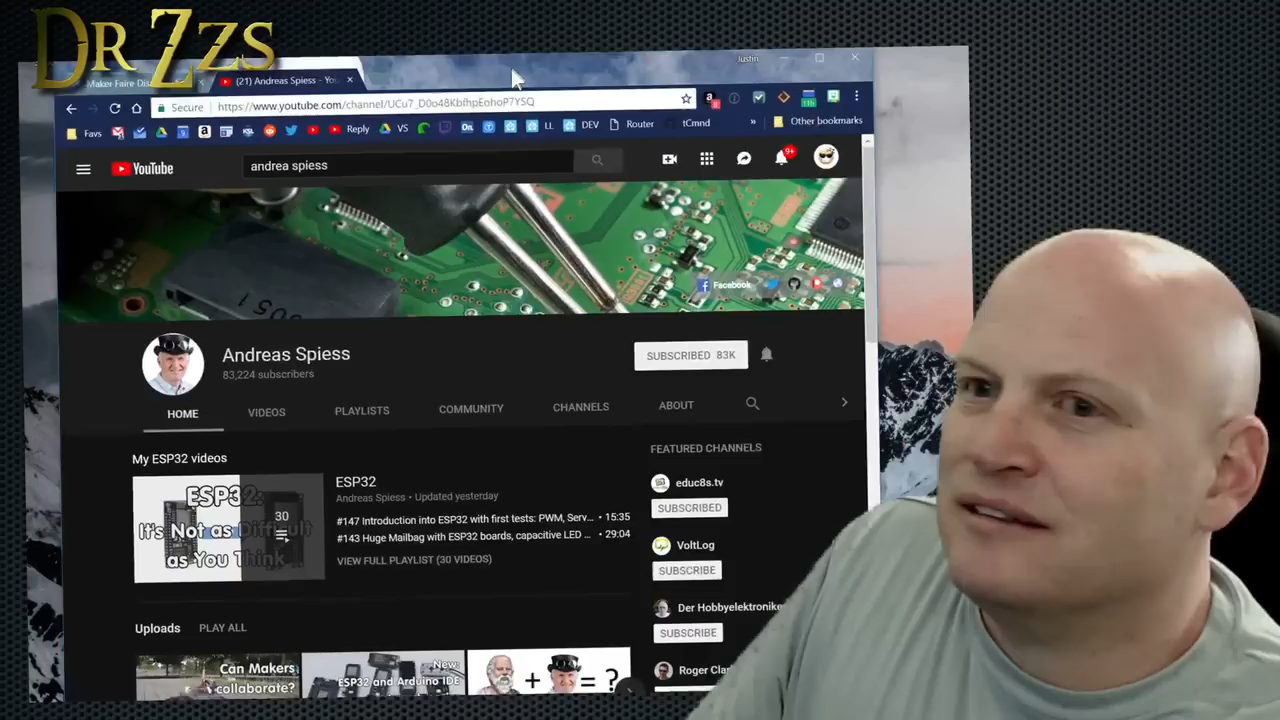 DR ZZS
Justin
Maker Faire Dis
(21) Andreas Spiess - You
Secure | https://www.youtube.com/channel/UCu7_D0o48KbfhpEohoP7YSQ
Favs Reply VS On LL DEV Router tCmnd » Other bookmarks
YouTube
andrea spiess
9+
051
Facebook
Andreas Spiess
83,224 subscribers
SUBSCRIBED 83K
HOME VIDEOS PLAYLISTS COMMUNITY CHANNELS ABOUT
My ESP32 videos
FEATURED CHANNELS
ESP32:
It's Not as Difficult
as You Think
30
ESP32
Andreas Spiess • Updated yesterday
#147 Introduction into ESP32 with first tests: PWM, Serv... • 15:35
#143 Huge Mailbag with ESP32 boards, capacitive LED ... • 29:04
VIEW FULL PLAYLIST (30 VIDEOS)
educ8s.tv
SUBSCRIBED
VoltLog
SUBSCRIBE
Der Hobbyelektronike
SUBSCRIBE
Roger Clar
Uploads PLAY ALL
Can Makers
collaborate?
New:
ESP32 and Arduino IDE
+ = ?